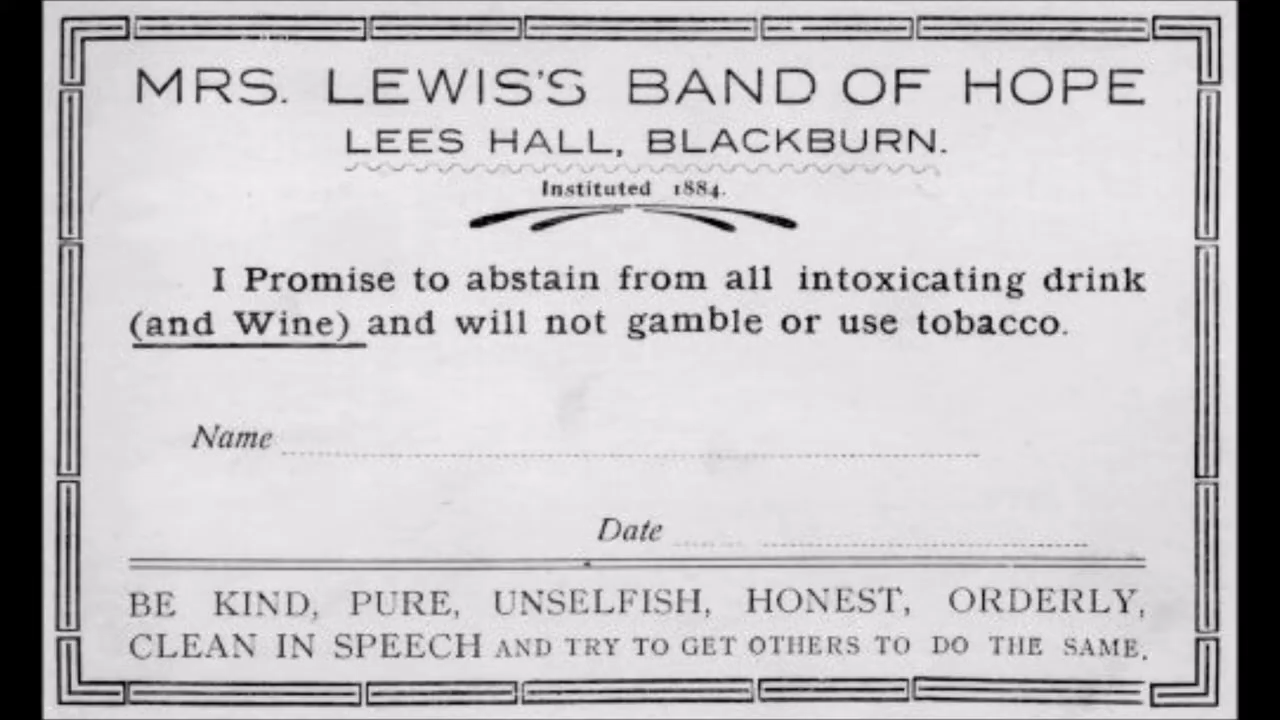 MRS. LEWIS'S BAND OF HOPE
LEES HALL, BLACKBURN.
Instituted 1884.
I Promise to abstain from all intoxicating drink
(and Wine) and will not gamble or use tobacco.
Name
Date
BE KIND, PURE, UNSELFISH, HONEST, ORDERLY,
CLEAN IN SPEECH AND TRY TO GET OTHERS TO DO THE SAME.